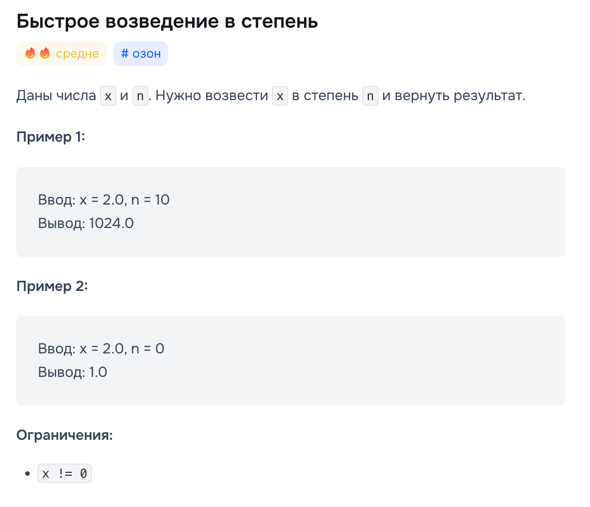 Быстрое возведение в степень
🔥🔥 средне # озон
Даны числа x и n. Нужно возвести x в степень n и вернуть результат.
Пример 1:
Ввод: x = 2.0, n = 10
Вывод: 1024.0
Пример 2:
Ввод: x = 2.0, n = 0
Вывод: 1.0
Ограничения:
• x != 0